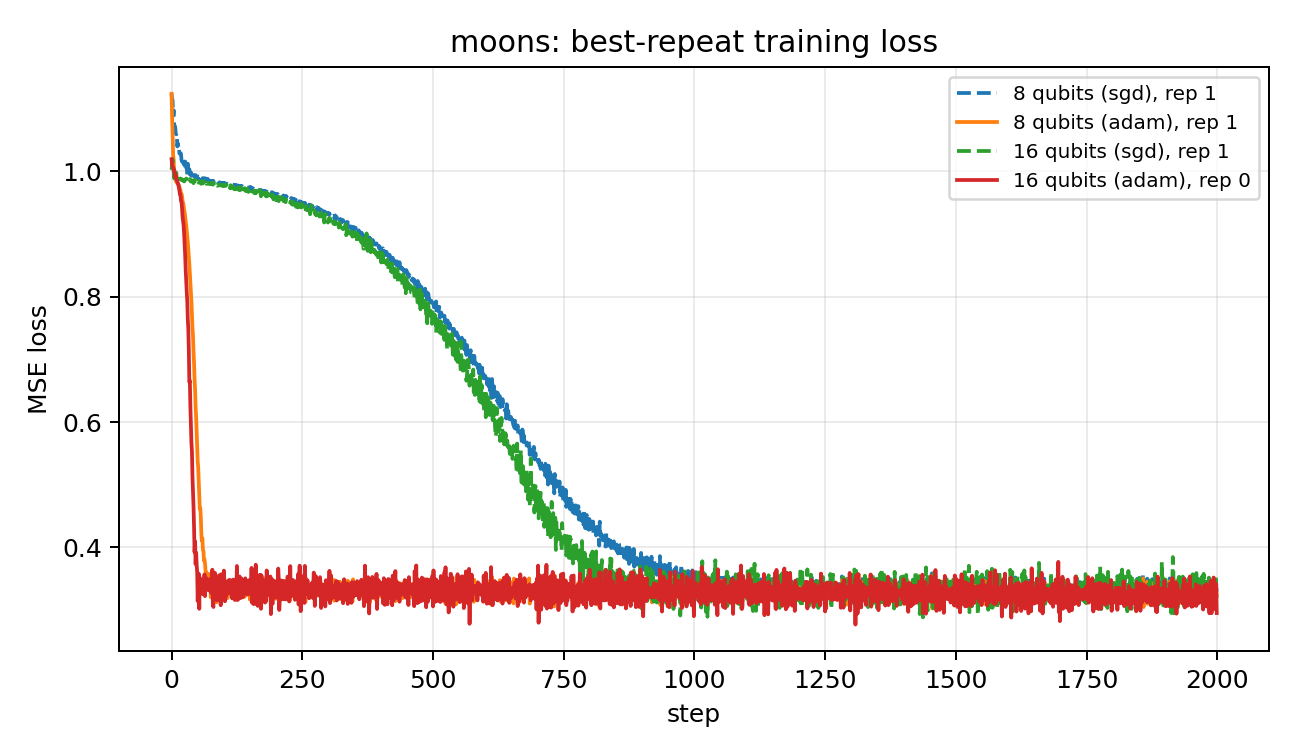 moons: best-repeat training loss
8 qubits (sgd), rep 1
8 qubits (adam), rep 1
16 qubits (sgd), rep 1
16 qubits (adam), rep 0
MSE loss
1.0
0.8
0.6
0.4
0 250 500 750 1000 1250 1500 1750 2000
step